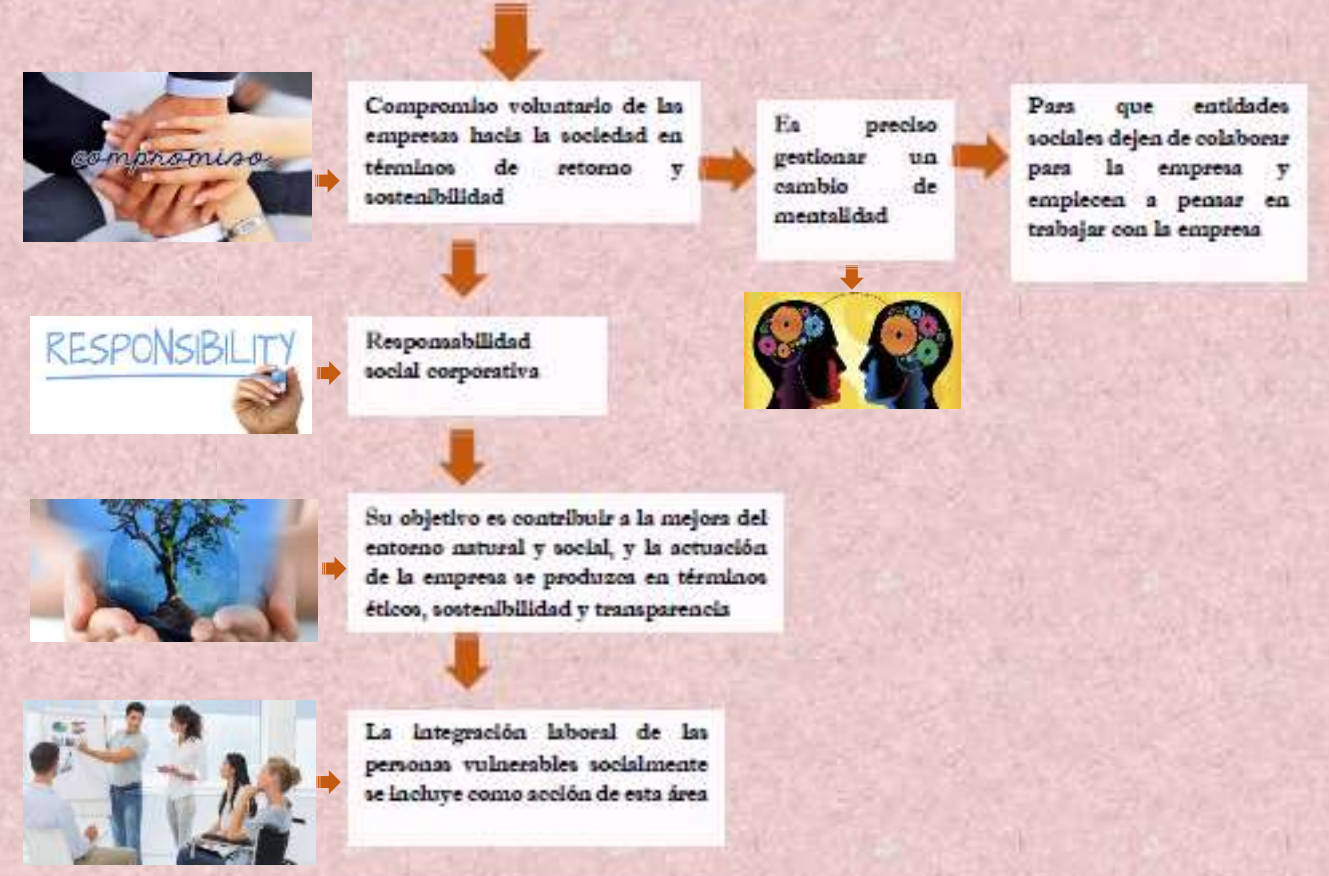 compromiso
Compromiso voluntario de las
empresas hacia la sociedad en
términos de retorno y
sostenibilidad
Es preciso
gestionar un
cambio de
mentalidad
Para que entidades
sociales dejen de colaborar
para la empresa y
empiecen a pensar en
trabajar con la empresa
RESPONSIBILITY
Responsabilidad
social corporativa
Su objetivo es contribuir a la mejora del
entorno natural y social, y la actuación
de la empresa se produzca en términos
éticos, sostenibilidad y transparencia
La integración laboral de las
personas vulnerables socialmente
se incluye como acción de esta área